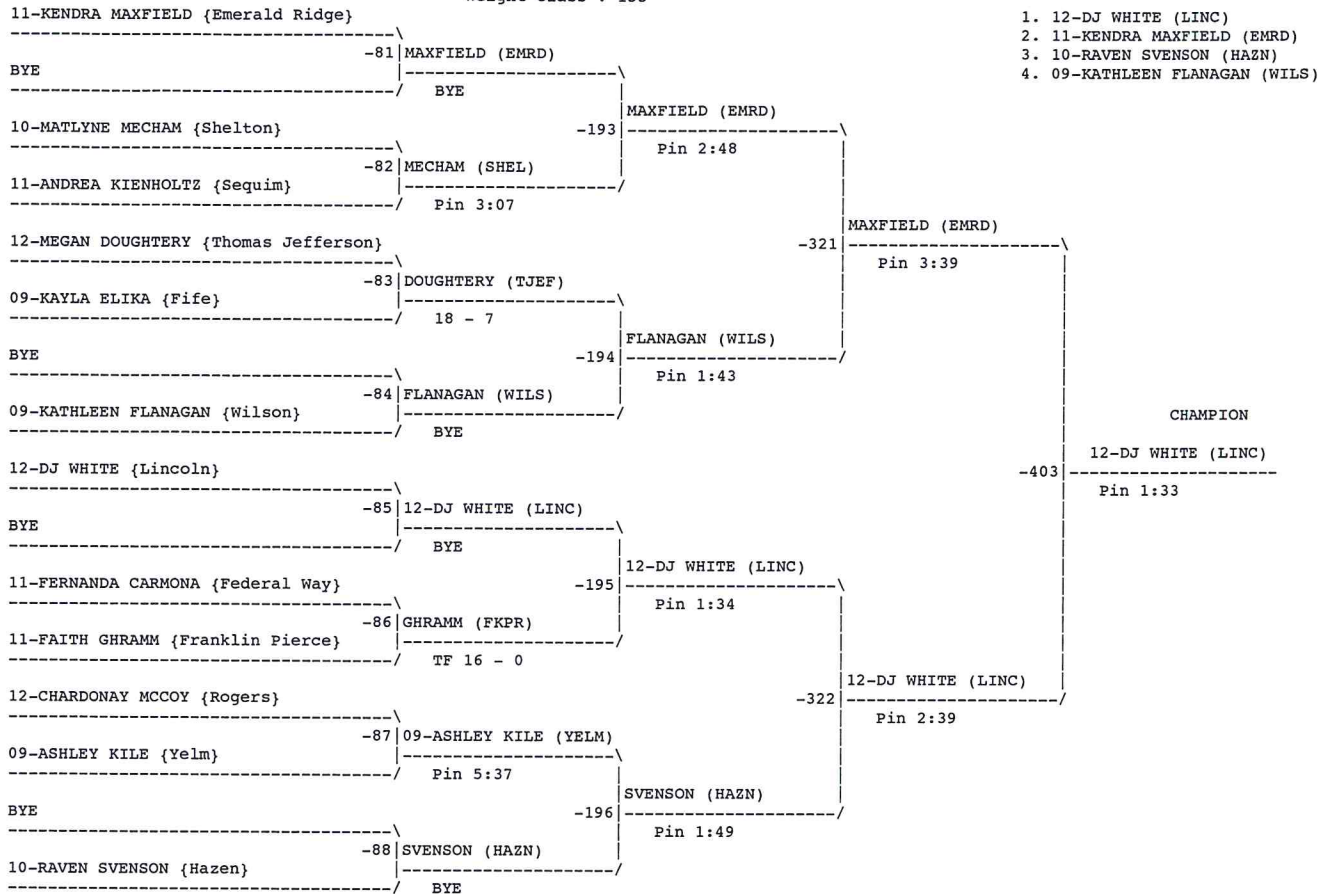 1. 12-DJ WHITE (LINC)
2. 11-KENDRA MAXFIELD (EMRD)
3. 10-RAVEN SVENSON (HAZN)
4. 09-KATHLEEN FLANAGAN (WILS)
11-KENDRA MAXFIELD {Emerald Ridge}
-81 MAXFIELD (EMRD)
BYE
BYE
MAXFIELD (EMRD)
10-MATLYNE MECHAM {Shelton}
-193
Pin 2:48
-82 MECHAM (SHEL)
11-ANDREA KIENHOLTZ {Sequim}
Pin 3:07
MAXFIELD (EMRD)
12-MEGAN DOUGHTERY {Thomas Jefferson}
-321
Pin 3:39
-83 DOUGHTERY (TJEF)
09-KAYLA ELIKA {Fife}
18 - 7
FLANAGAN (WILS)
BYE
-194
Pin 1:43
-84 FLANAGAN (WILS)
09-KATHLEEN FLANAGAN {Wilson}
BYE
CHAMPION
12-DJ WHITE (LINC)
12-DJ WHITE {Lincoln}
-403
Pin 1:33
-85 12-DJ WHITE (LINC)
BYE
BYE
12-DJ WHITE (LINC)
11-FERNANDA CARMONA {Federal Way}
-195
Pin 1:34
-86 GHRAMM (FKPR)
11-FAITH GHRAMM {Franklin Pierce}
TF 16 - 0
12-DJ WHITE (LINC)
12-CHARDONAY MCCOY {Rogers}
-322
Pin 2:39
-87 09-ASHLEY KILE (YELM)
09-ASHLEY KILE {Yelm}
Pin 5:37
SVENSON (HAZN)
BYE
-196
Pin 1:49
-88 SVENSON (HAZN)
10-RAVEN SVENSON {Hazen}
BYE